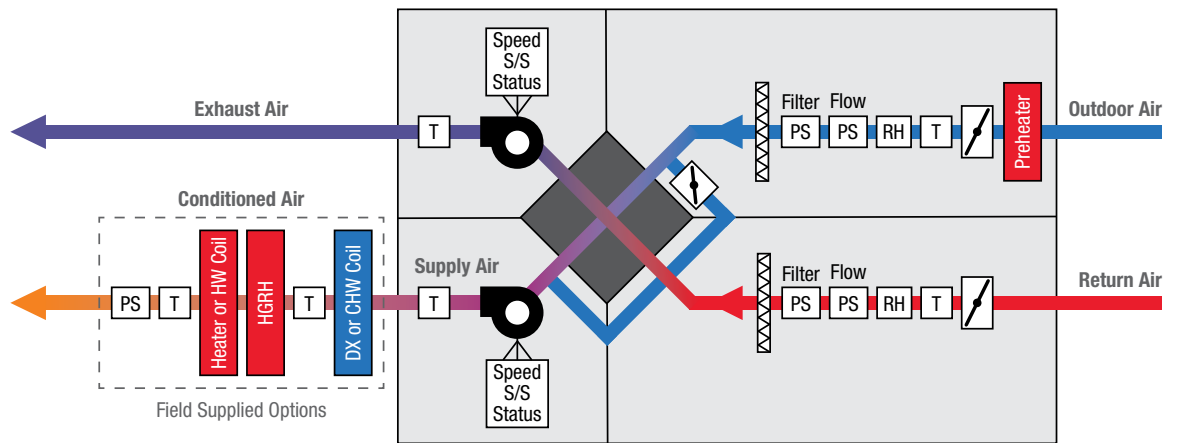 Speed
S/S
Status
Exhaust Air
T
Filter
Flow
PS
PS
RH
T
Preheater
Outdoor Air
Conditioned Air
PS
T
Heater or HW Coil
HGRH
T
DX or CHW Coil
Supply Air
T
Filter
Flow
PS
PS
RH
T
Return Air
Speed
S/S
Status
Field Supplied Options